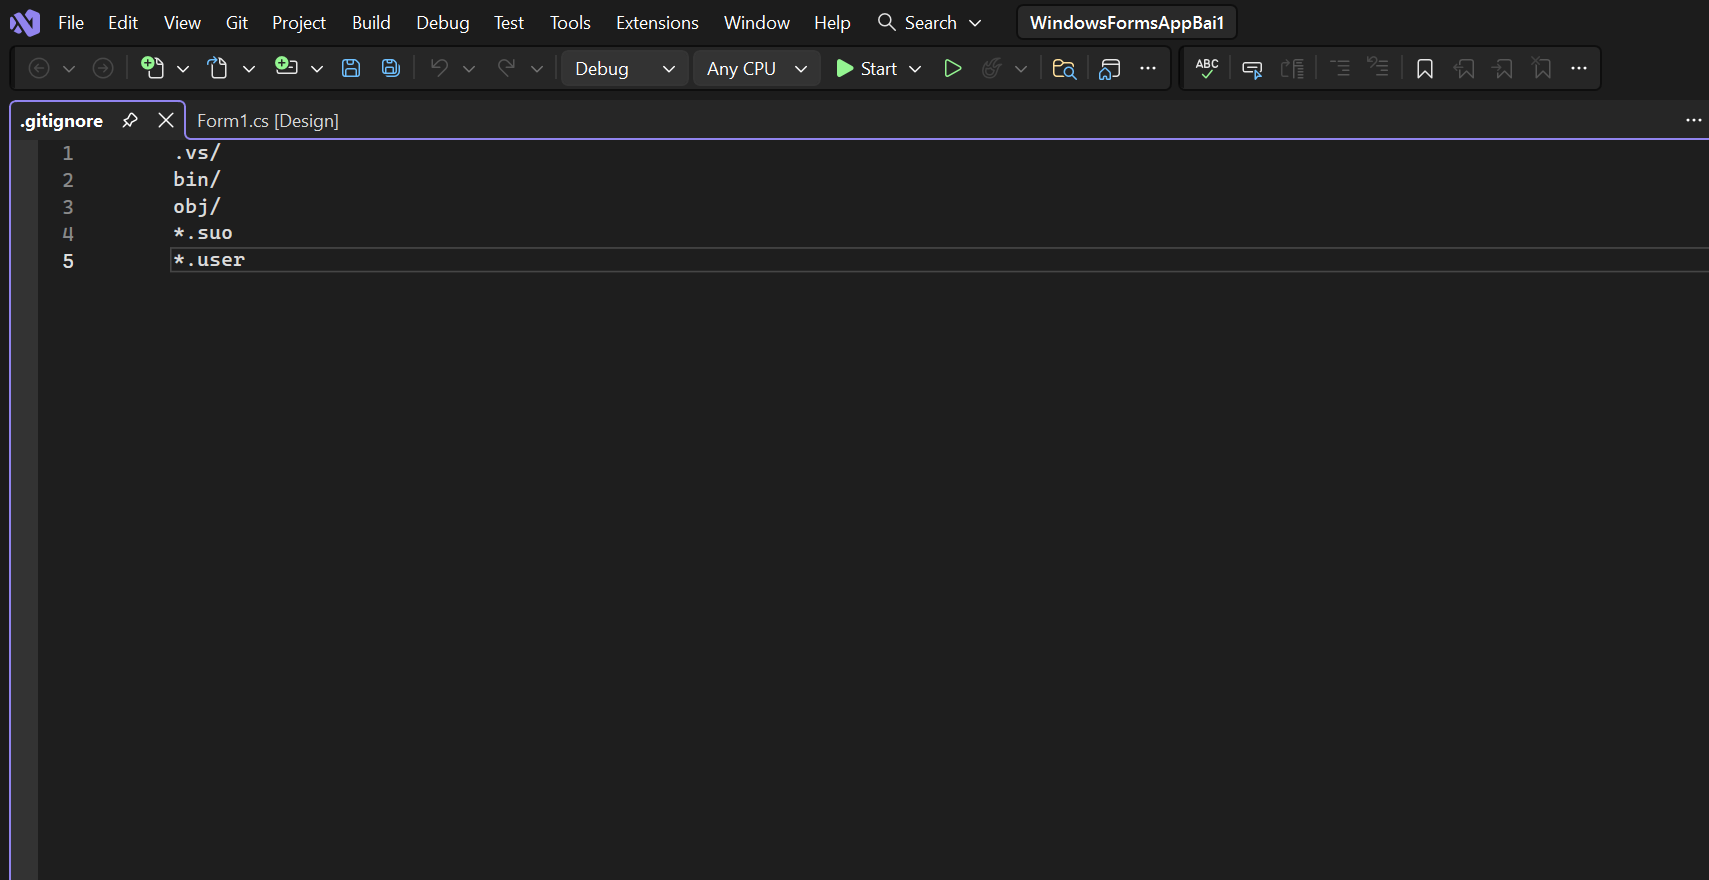 File Edit View Git Project Build Debug Test Tools Extensions Window Help Search WindowsFormsAppBai1
Debug Any CPU Start ABC
.gitignore Form1.cs [Design]
1 .vs/
2 bin/
3 obj/
4 *.suo
5 *.user